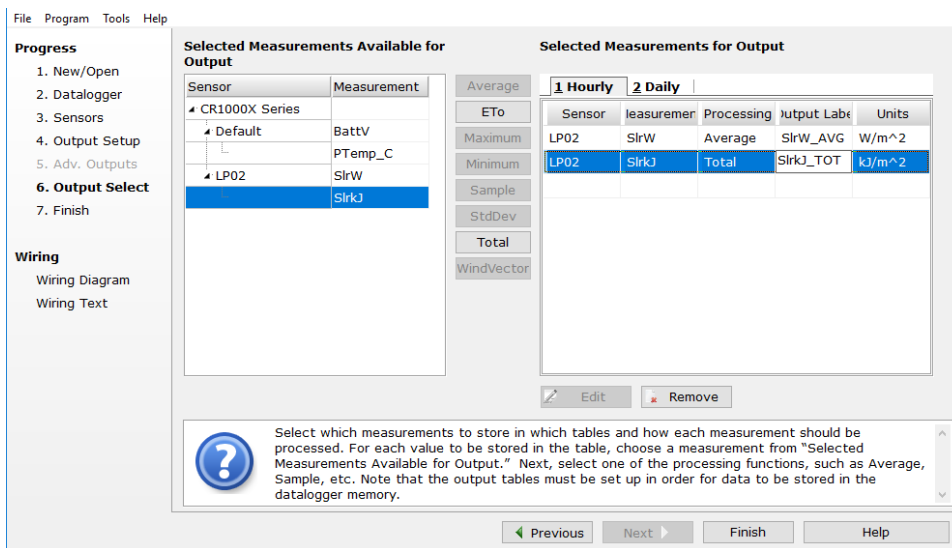 File Program Tools Help
Progress
1. New/Open
2. Datalogger
3. Sensors
4. Output Setup
5. Adv. Outputs
6. Output Select
7. Finish
Wiring
Wiring Diagram
Wiring Text
Selected Measurements Available for
Output
Sensor Measurement
CR1000X Series
Default BattV
PTemp_C
LP02 SlrW
SlrkJ
Average
ETo
Maximum
Minimum
Sample
StdDev
Total
WindVector
Selected Measurements for Output
1 Hourly 2 Daily
Sensor leasuremer Processing utput Labe Units
LP02 SlrW Average SlrW_AVG W/m^2
LP02 SlrkJ Total SlrkJ_TOT kJ/m^2
Edit Remove
Select which measurements to store in which tables and how each measurement should be
processed. For each value to be stored in the table, choose a measurement from “Selected
Measurements Available for Output.” Next, select one of the processing functions, such as Average,
Sample, etc. Note that the output tables must be set up in order for data to be stored in the
datalogger memory.
Previous Next Finish Help